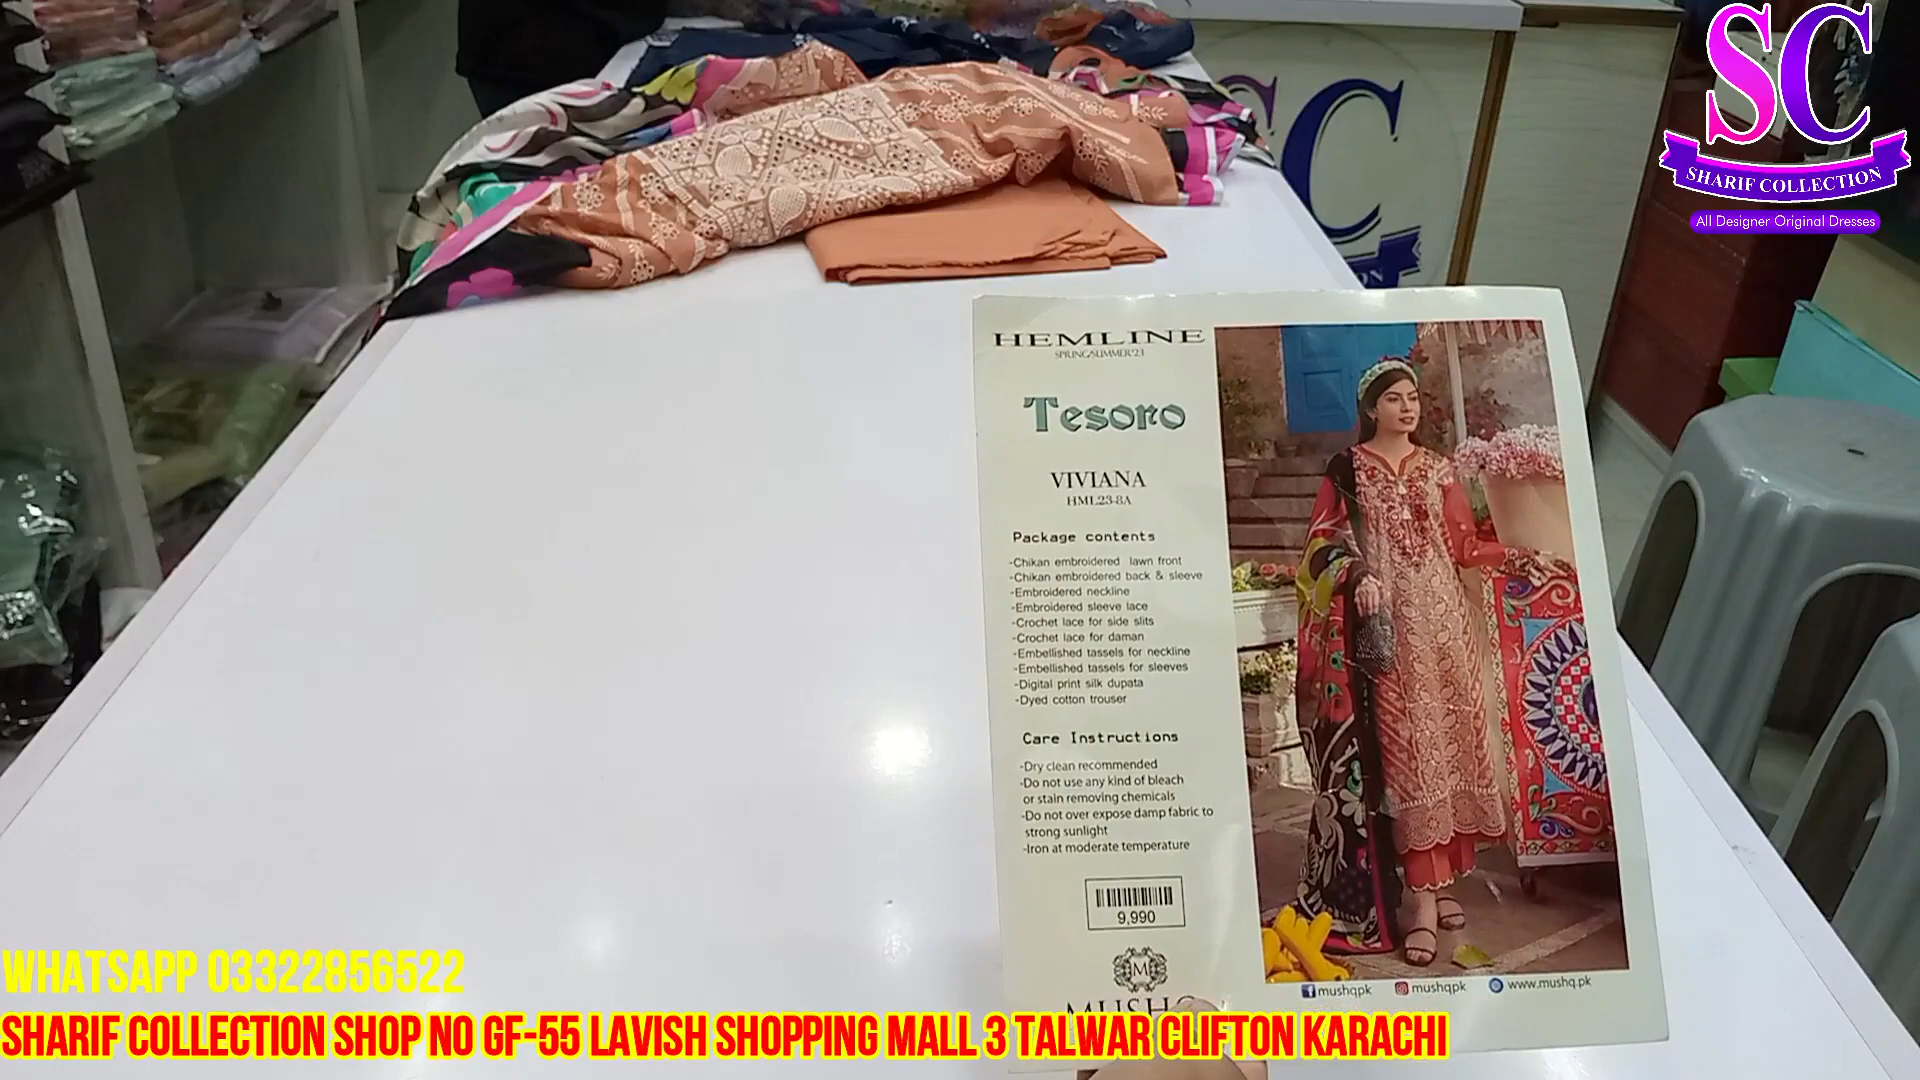 SC
SHARIF COLLECTION
All Designer Original Dresses
SC
HEMLINE
SPRING/SUMMER'23
Tesoro
VIVIANA
HML23-8A
Package contents
-Chikan embroidered lawn front
-Chikan embroidered back & sleeve
-Embroidered neckline
-Embroidered sleeve lace
-Crochet lace for side slits
-Crochet lace for daman
-Embellished tassels for neckline
-Embellished tassels for sleeves
-Digital print silk dupata
-Dyed cotton trouser
Care Instructions
-Dry clean recommended
-Do not use any kind of bleach
or stain removing chemicals
-Do not over expose damp fabric to
strong sunlight
-Iron at moderate temperature
9,990
M
MUSHQ
mushqpk mushqpk www.mushq.pk
WHATSAPP 03322856522
SHARIF COLLECTION SHOP NO GF-55 LAVISH SHOPPING MALL 3 TALWAR CLIFTON KARACHI